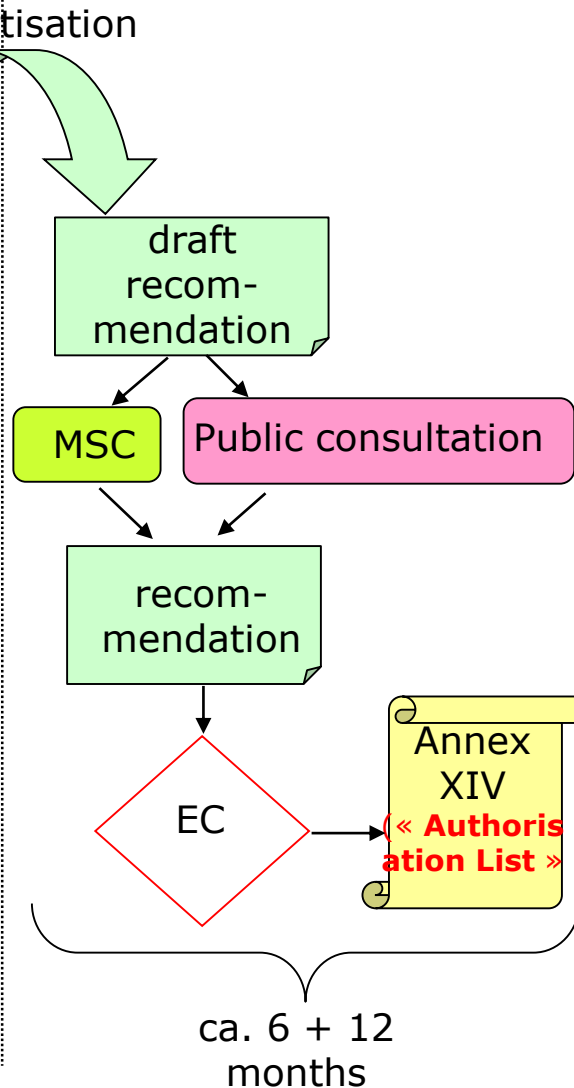 tisation
draft
recom-
mendation
MSC
Public consultation
recom-
mendation
EC
Annex
XIV
(« Authoris
ation List »
ca. 6 + 12
months